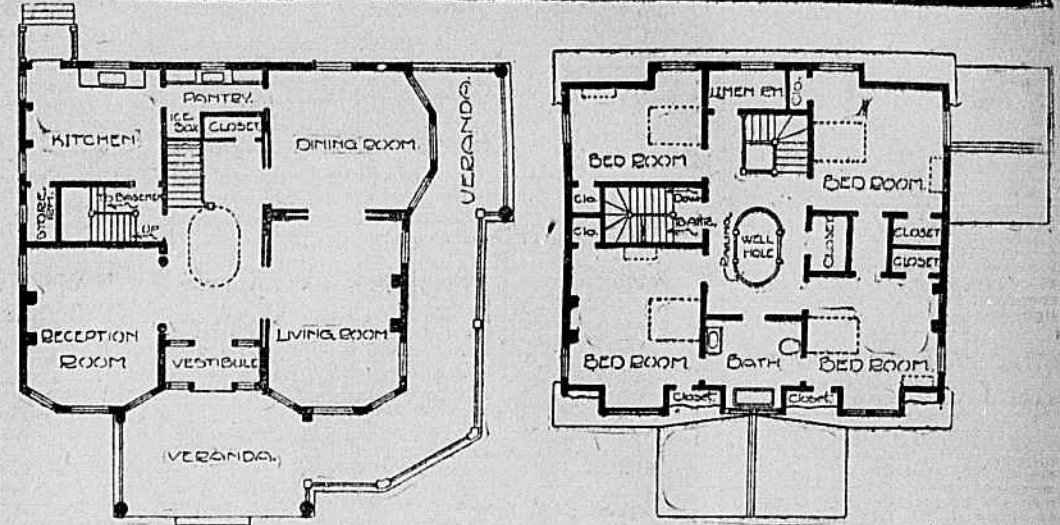 PANTRY.
ICE
BOX
CLOSET
KITCHEN
DINING ROOM
VERANDA.
STORE
RM.
TO BASEMENT
UP
RECEPTION
ROOM
VESTIBULE
LIVING ROOM
(VERANDA.)
LINEN RM.
CLO.
BED ROOM
BED ROOM.
CLO.
CLO.
Down
RAILING
WELL
HOLE
CLOSET
CLOSET
CLOSET
BED ROOM
BATH
BED ROOM.
Closet.
Closet.